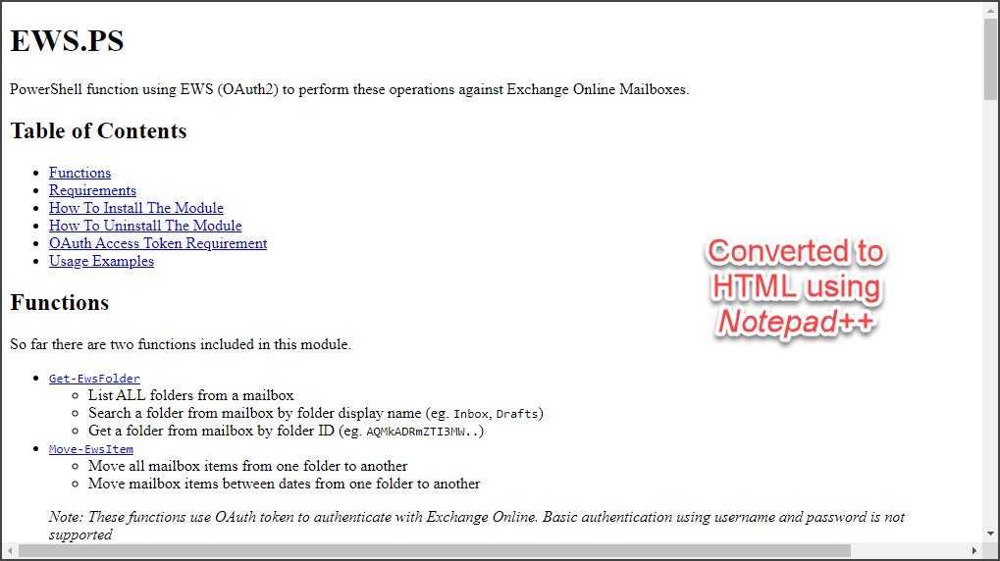 EWS.PS
PowerShell function using EWS (OAuth2) to perform these operations against Exchange Online Mailboxes.
Table of Contents
Functions
Requirements
How To Install The Module
How To Uninstall The Module
OAuth Access Token Requirement
Usage Examples
Functions
So far there are two functions included in this module.
Get-EwsFolder
List ALL folders from a mailbox
Search a folder from mailbox by folder display name (eg. Inbox, Drafts)
Get a folder from mailbox by folder ID (eg. AQMkADRmZTI3MW..)
Move-EwsItem
Move all mailbox items from one folder to another
Move mailbox items between dates from one folder to another
Note: These functions use OAuth token to authenticate with Exchange Online. Basic authentication using username and password is not
supported
Converted to
HTML using
Notepad++